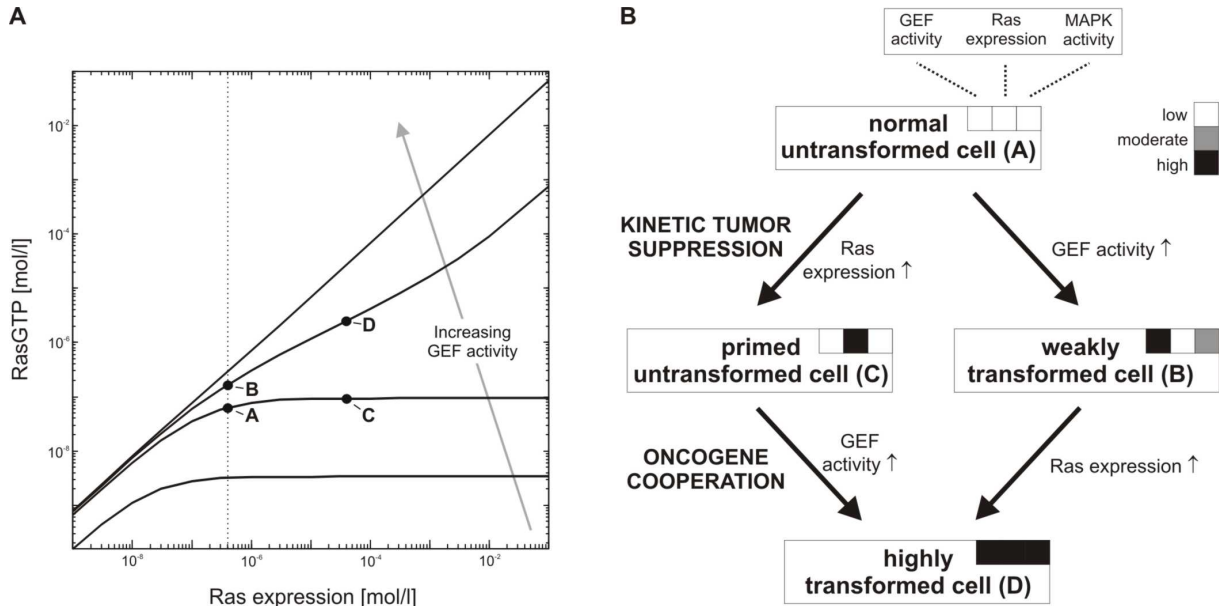 A
RasGTP [mol/l]
10⁻²
10⁻⁴
10⁻⁶
10⁻⁸
D
B
A
C
Increasing
GEF activity
10⁻⁸
10⁻⁶
10⁻⁴
10⁻²
Ras expression [mol/l]
B
GEF activity
Ras expression
MAPK activity
normal
untransformed cell (A)
low
moderate
high
KINETIC TUMOR
SUPPRESSION
Ras
expression ↑
GEF activity ↑
primed
untransformed cell (C)
weakly
transformed cell (B)
ONCOGENE
COOPERATION
GEF
activity ↑
Ras expression ↑
highly
transformed cell (D)